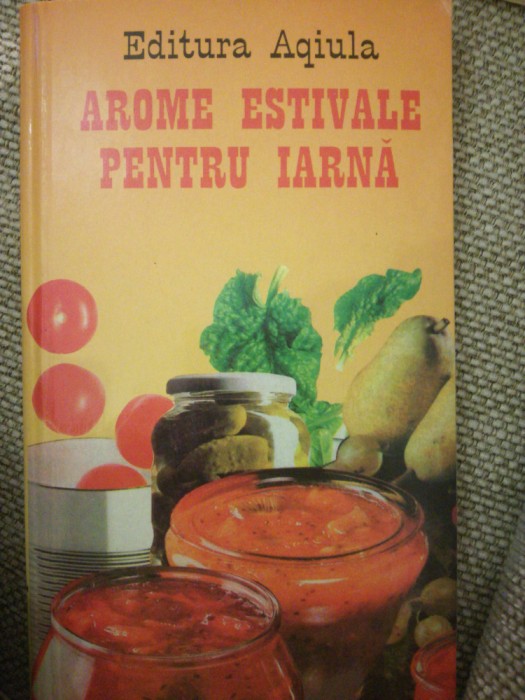 Editura Aqiula
AROME ESTIVALE
PENTRU IARNĂ